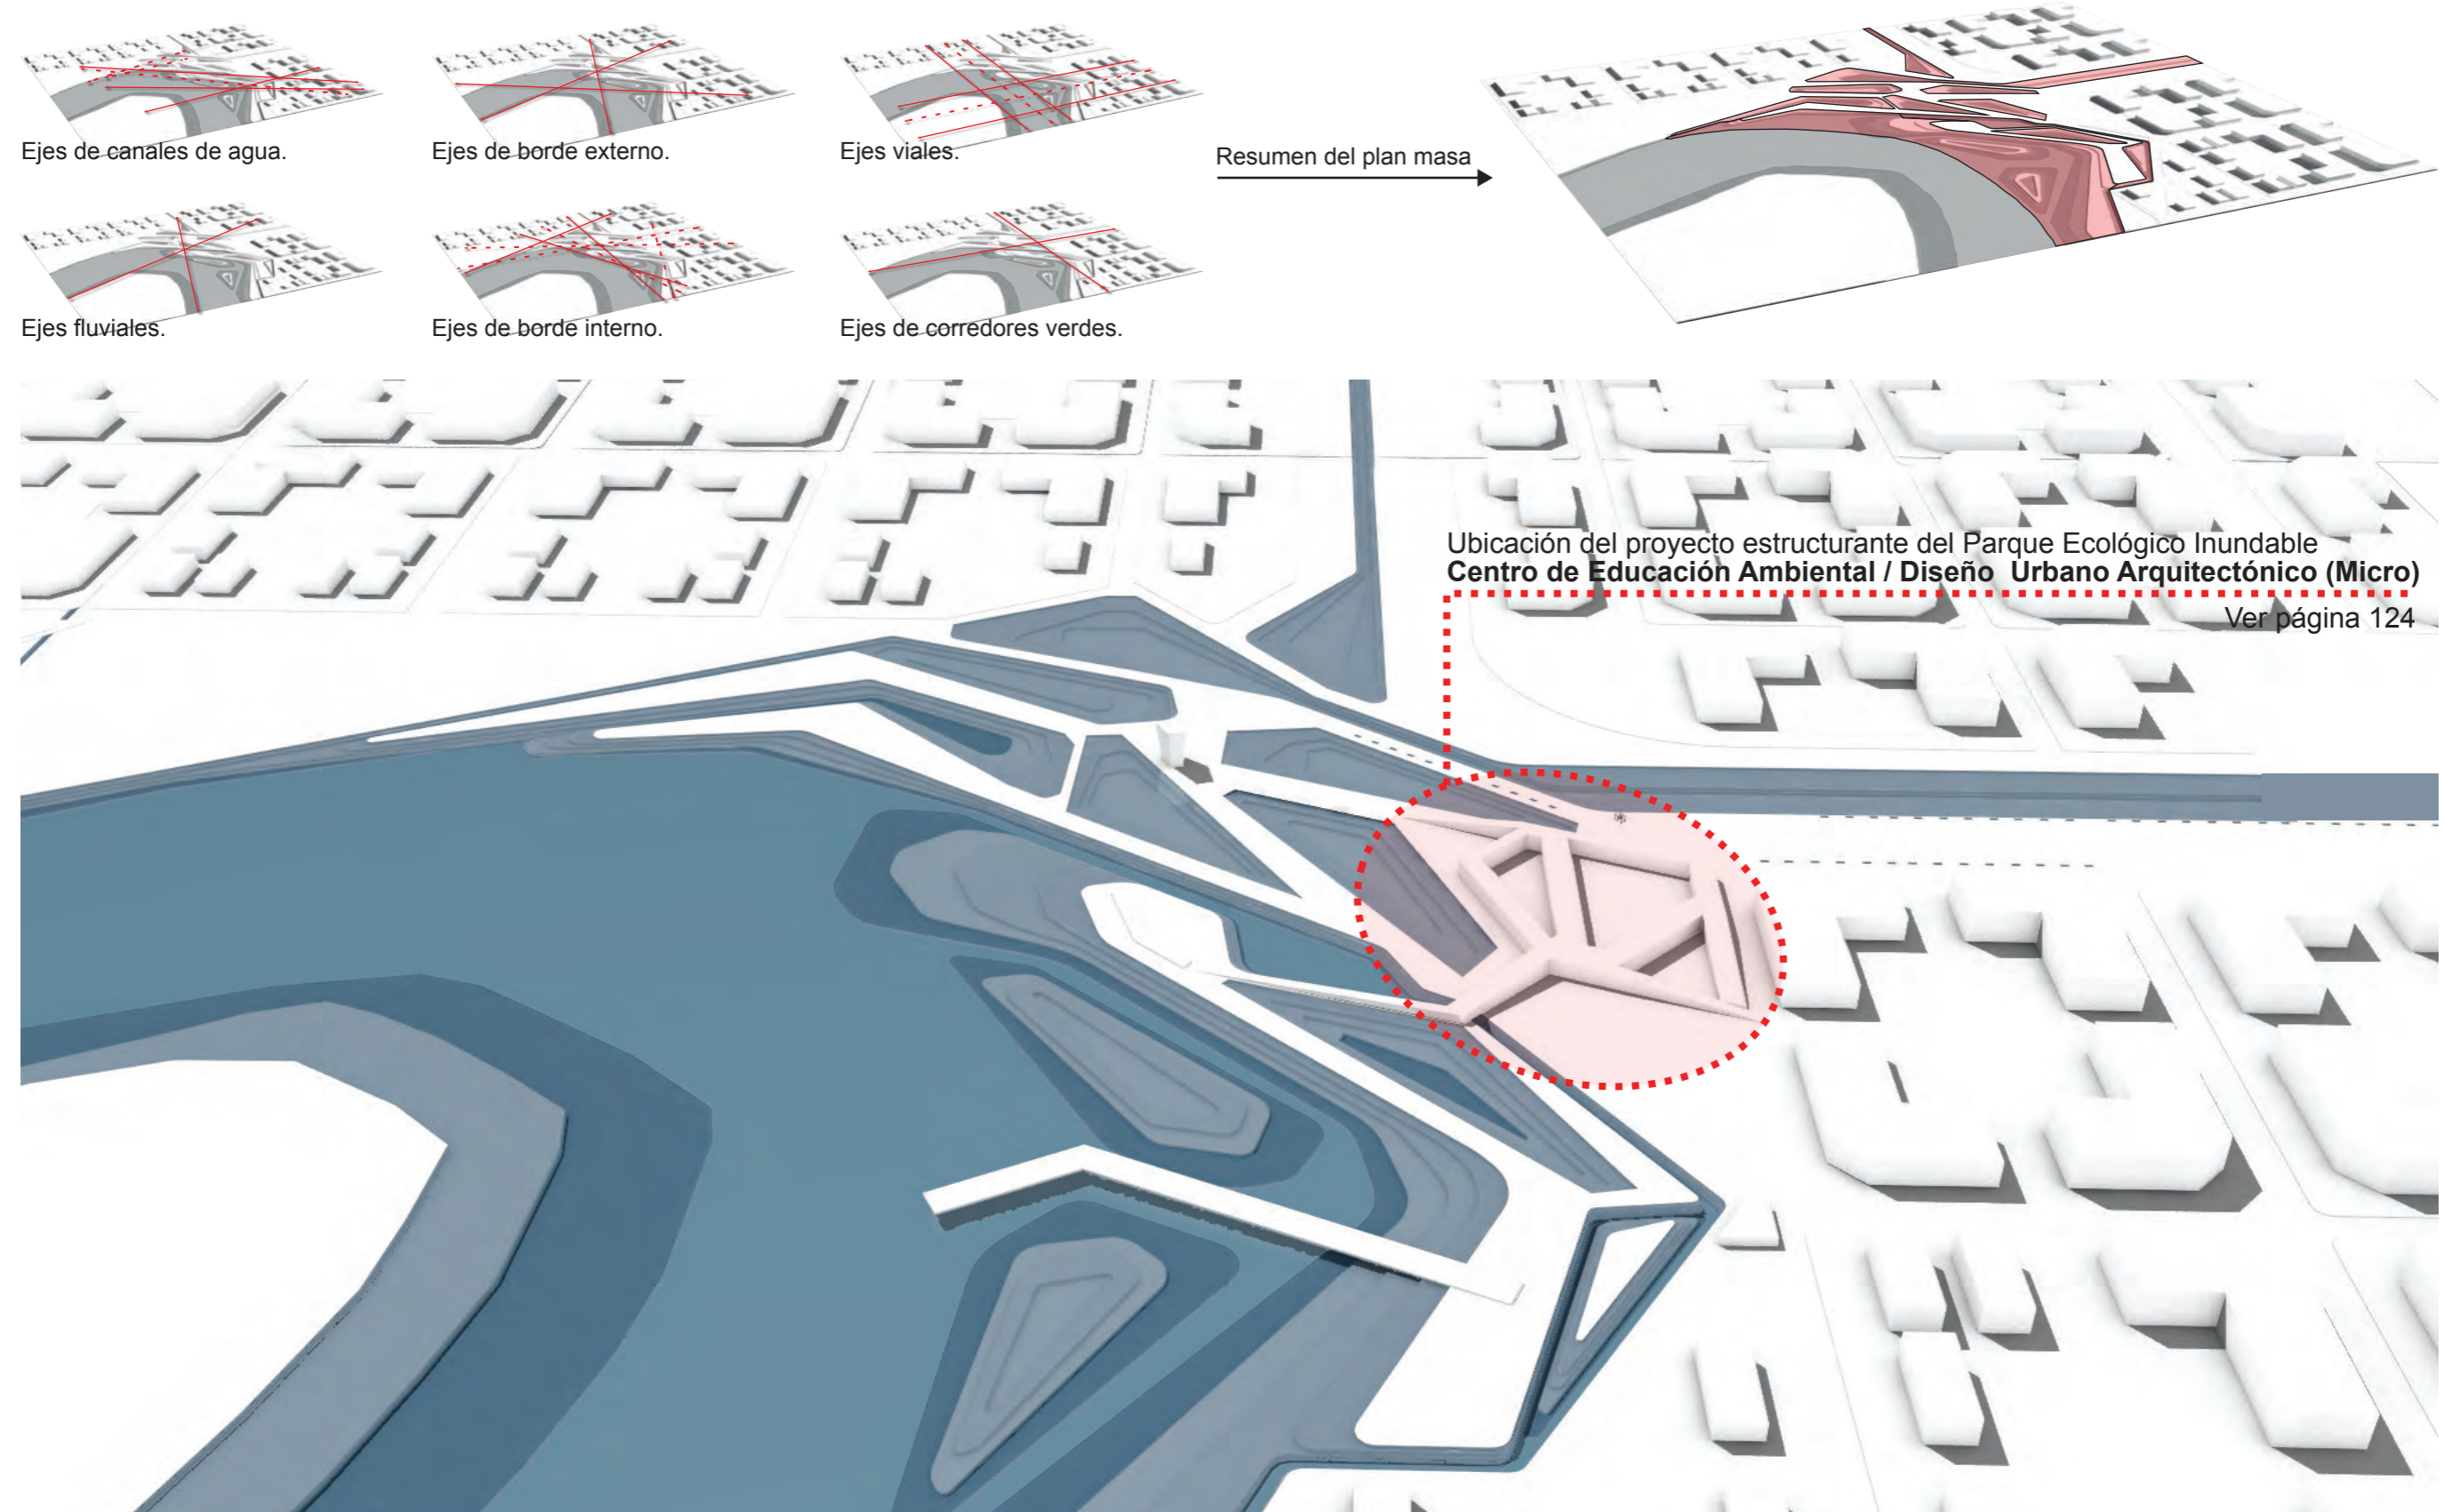 Ejes de canales de agua.
Ejes de borde externo.
Ejes viales.
Resumen del plan masa
Ejes fluviales.
Ejes de borde interno.
Ejes de corredores verdes.
Ubicación del proyecto estructurante del Parque Ecológico Inundable
Centro de Educación Ambiental / Diseño Urbano Arquitectónico (Micro)
Ver página 124